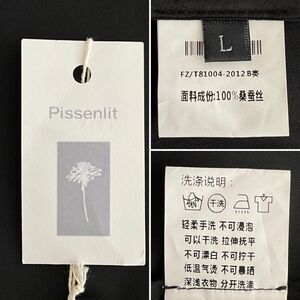 Pissenlit
L
FZ/T81004-2012 B类
面料成份:100%桑蚕丝
洗涤说明:
干洗
轻柔手洗 不可浸泡
可以干洗 拉伸抚平
不可漂白 不可拧干
低温气烫 不可暴晒
深浅衣物 分开洗涤